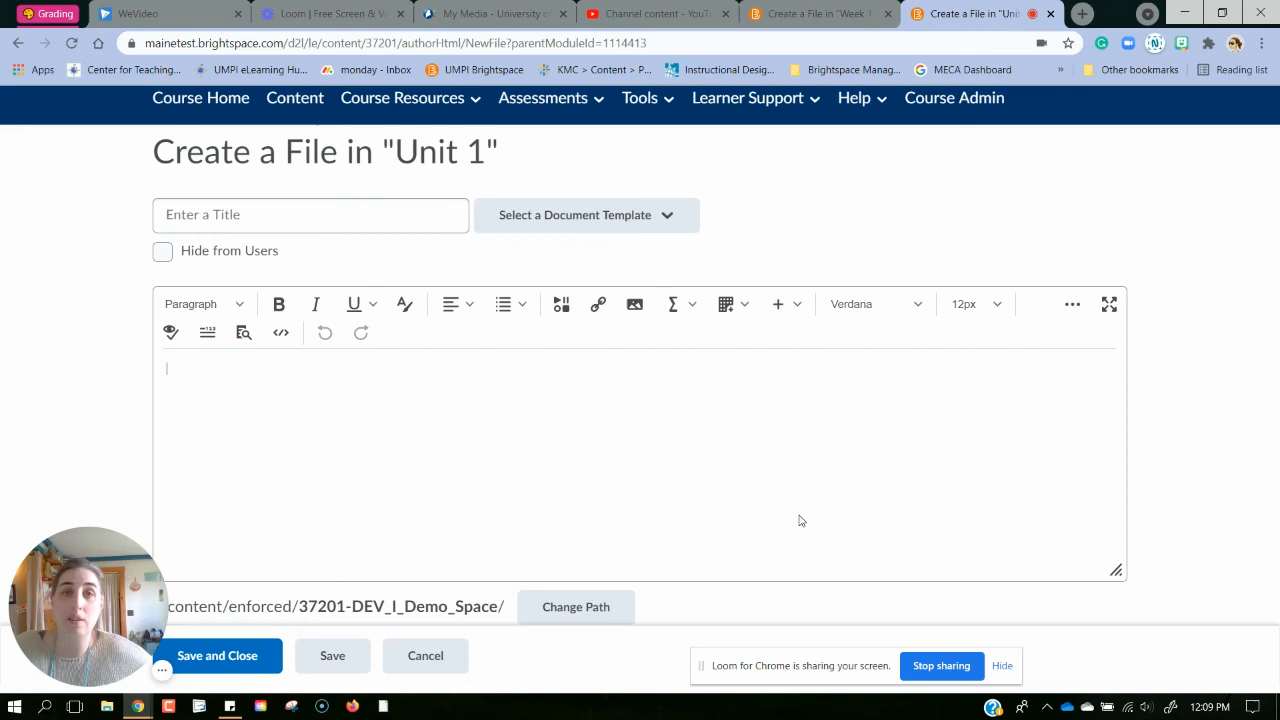 Grading
WeVideo
Loom | Free Screen & Vi
My Media - University of
Channel content - YouTu
Create a File in "Week 1
Create a File in "Unit
mainetest.brightspace.com/d2l/le/content/37201/authorHtml/NewFile?parentModuleId=1114413
Apps
Center for Teaching...
UMPI eLearning Hu...
monday - Inbox
UMPI Brightspace
KMC > Content > P...
Instructional Desig...
Brightspace Manag...
MECA Dashboard
»
Other bookmarks
Reading list
Course Home
Content
Course Resources
Assessments
Tools
Learner Support
Help
Course Admin
Create a File in "Unit 1"
Enter a Title
Select a Document Template
Hide from Users
Paragraph
B
I
U
Σ
+
Verdana
12px
content/enforced/37201-DEV_I_Demo_Space/
Change Path
Save and Close
Save
Cancel
Loom for Chrome is sharing your screen.
Stop sharing
Hide
12:09 PM